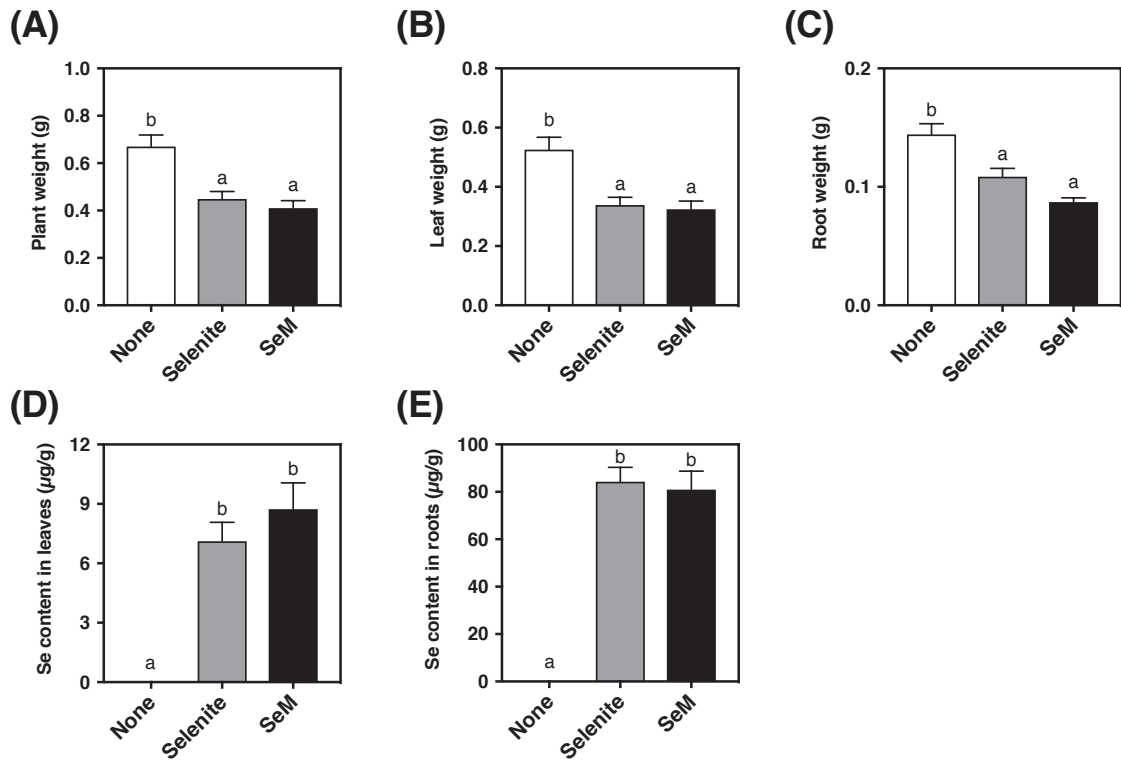 (A)
Plant weight (g)
1.0
0.8
0.6
0.4
0.2
0.0
b
a
a
None
Selenite
SeM
(B)
Leaf weight (g)
0.8
0.6
0.4
0.2
0.0
b
a
a
None
Selenite
SeM
(C)
Root weight (g)
0.2
0.1
0.0
b
a
a
None
Selenite
SeM
(D)
Se content in leaves (µg/g)
12
9
6
3
0
a
b
b
None
Selenite
SeM
(E)
Se content in roots (µg/g)
100
80
60
40
20
0
a
b
b
None
Selenite
SeM